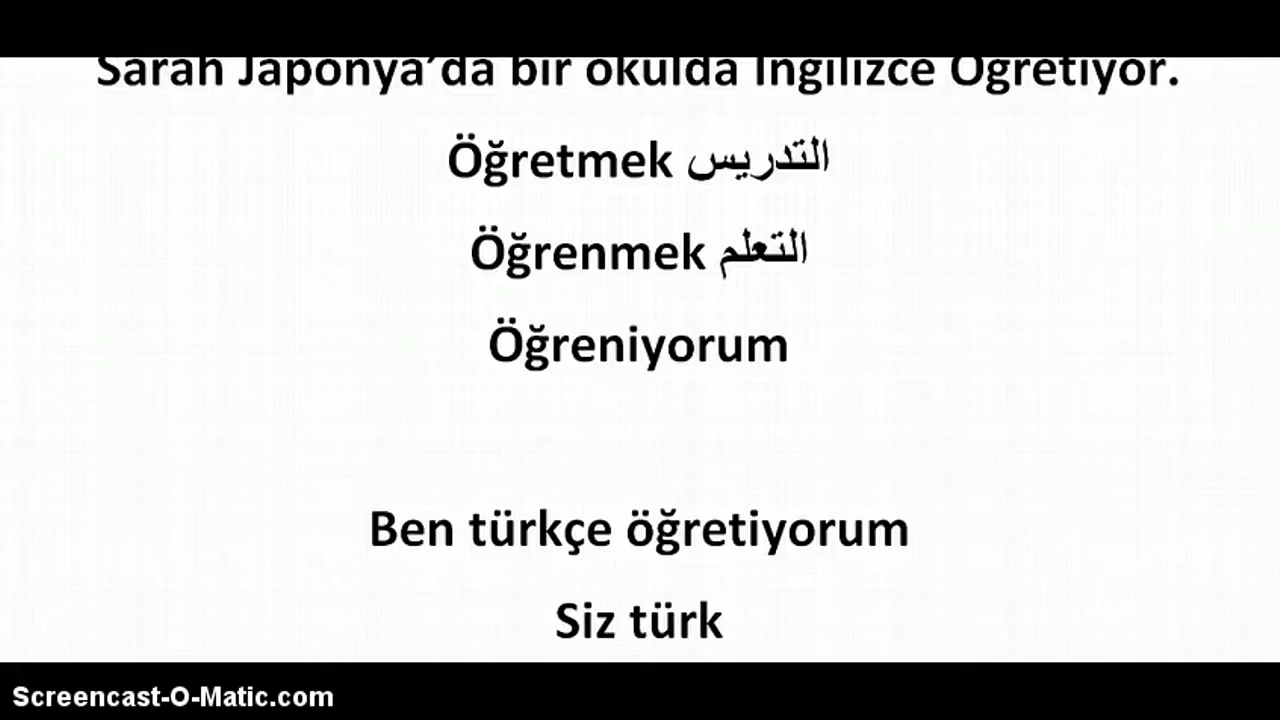 Sarah Japonya’da bir okulda İngilizce Öğretiyor.
Öğretmek التدريس
Öğrenmek التعلم
Öğreniyorum
Ben türkçe öğretiyorum
Siz türk
Screencast-O-Matic.com